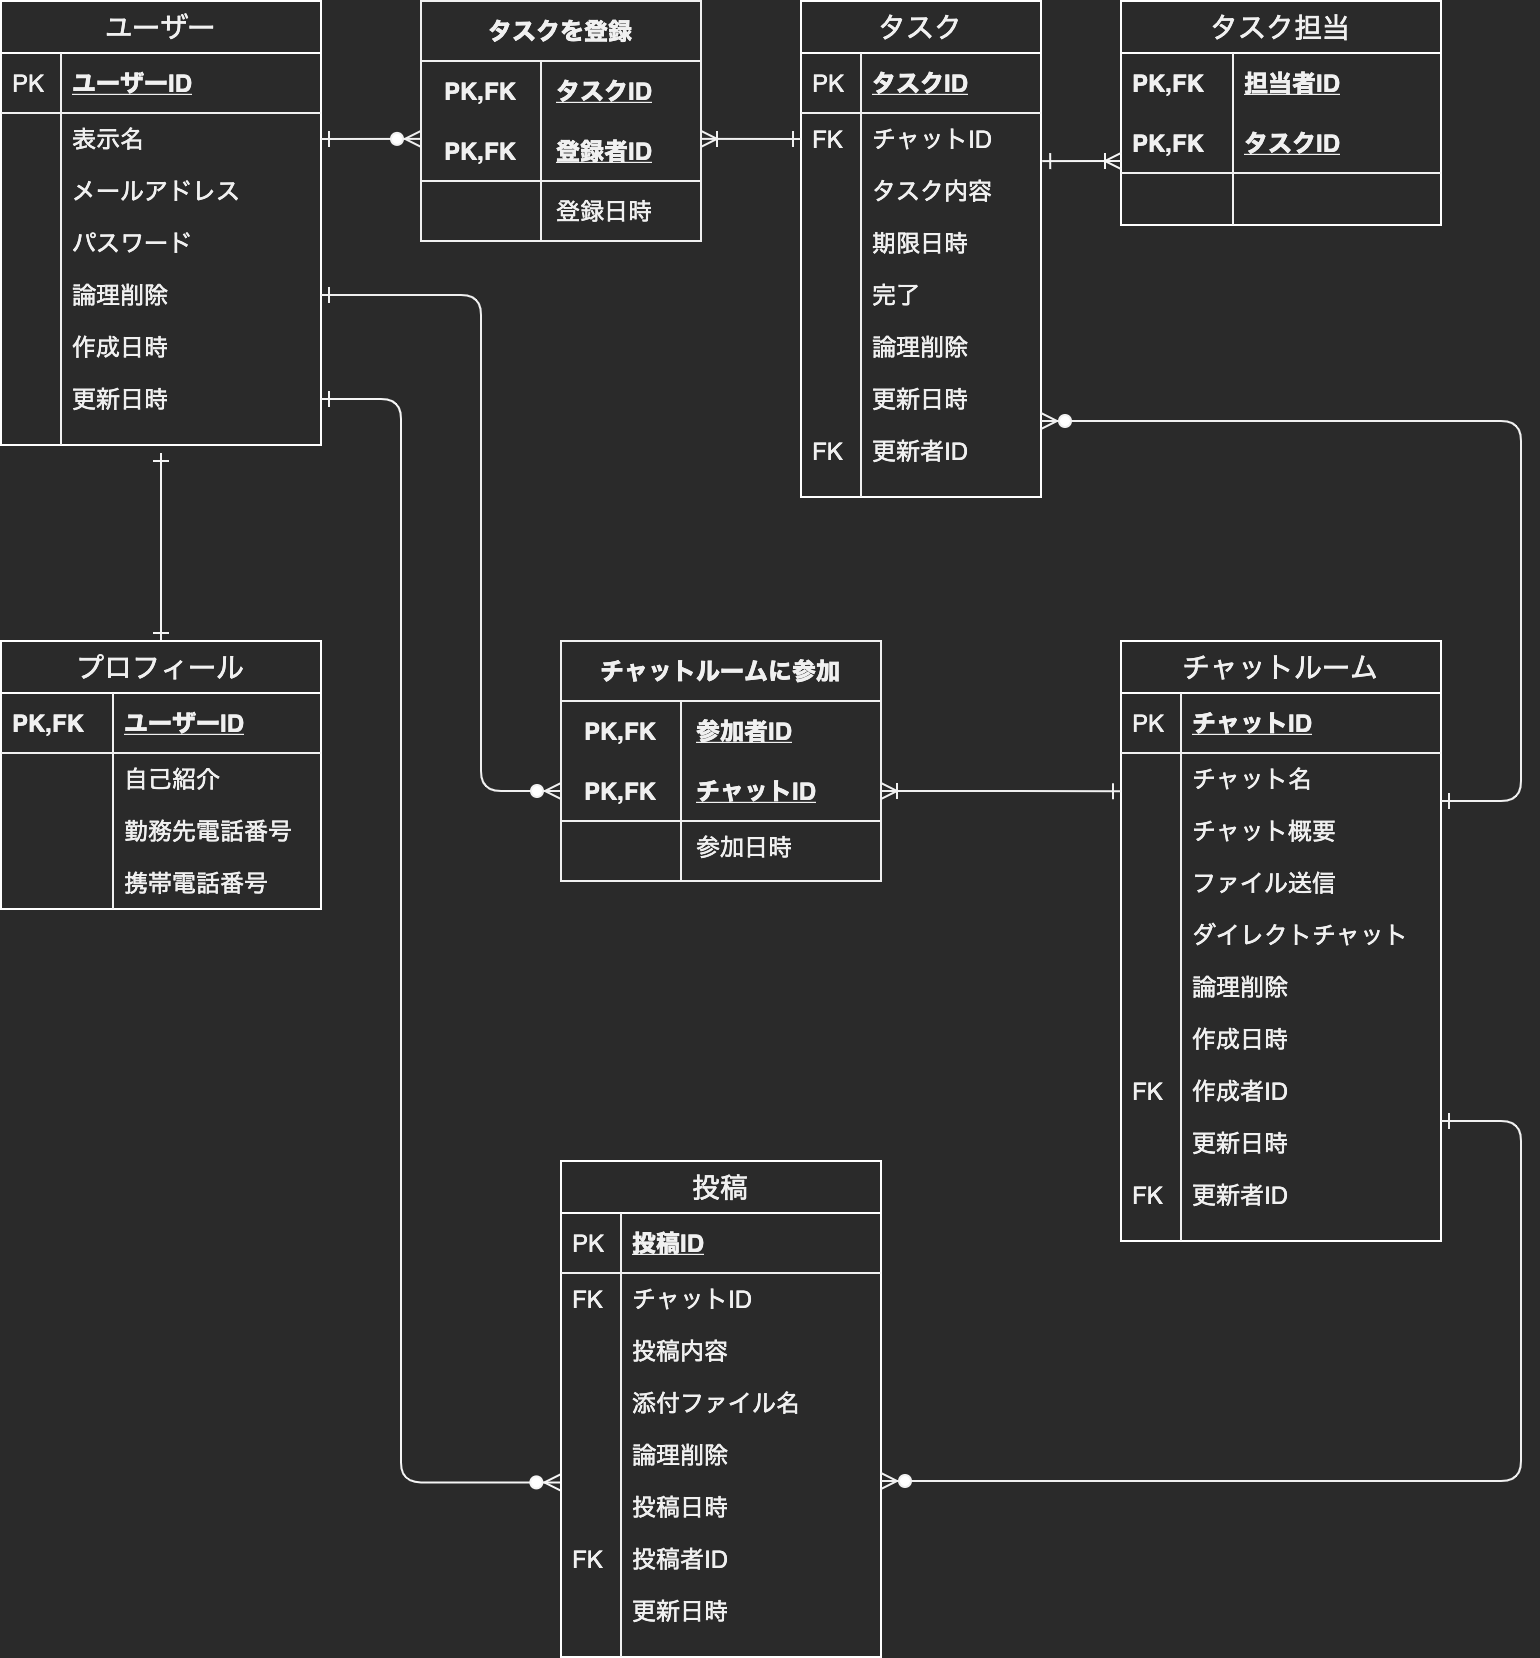 ユーザー
PK ユーザーID
表示名
メールアドレス
パスワード
論理削除
作成日時
更新日時
タスクを登録
PK,FK タスクID
PK,FK 登録者ID
登録日時
タスク
PK タスクID
FK チャットID
タスク内容
期限日時
完了
論理削除
更新日時
FK 更新者ID
タスク担当
PK,FK 担当者ID
PK,FK タスクID
プロフィール
PK,FK ユーザーID
自己紹介
勤務先電話番号
携帯電話番号
チャットルームに参加
PK,FK 参加者ID
PK,FK チャットID
参加日時
チャットルーム
PK チャットID
チャット名
チャット概要
ファイル送信
ダイレクトチャット
論理削除
作成日時
FK 作成者ID
更新日時
FK 更新者ID
投稿
PK 投稿ID
FK チャットID
投稿内容
添付ファイル名
論理削除
投稿日時
FK 投稿者ID
更新日時